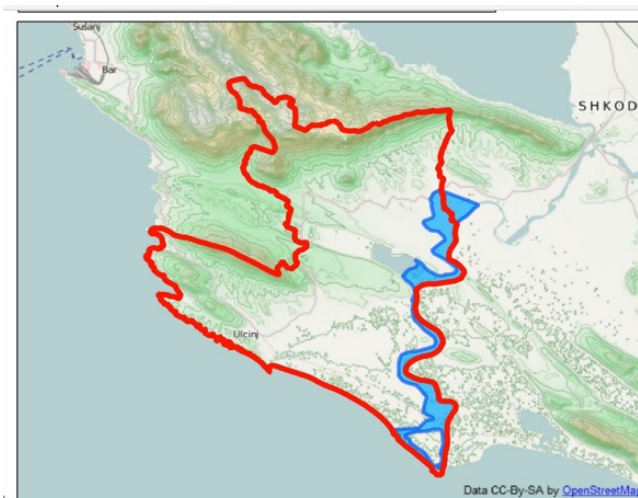 Sušanj
Bar
SHKOD
Ulcinj
Data CC-By-SA by OpenStreetMa